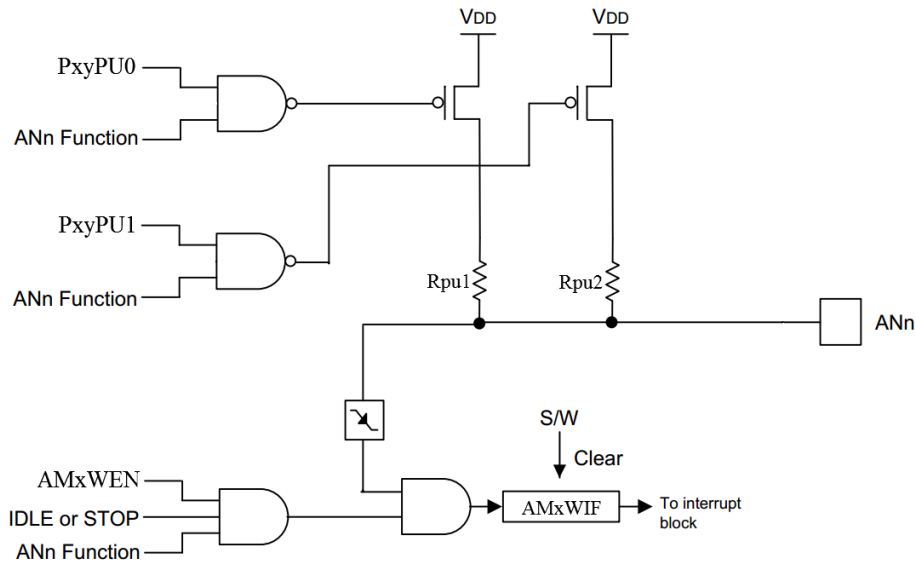 VDD
VDD
PxyPU0
ANn Function
PxyPU1
ANn Function
Rpu1
Rpu2
ANn
S/W
Clear
AMxWEN
IDLE or STOP
ANn Function
AMxWIF
To interrupt
block